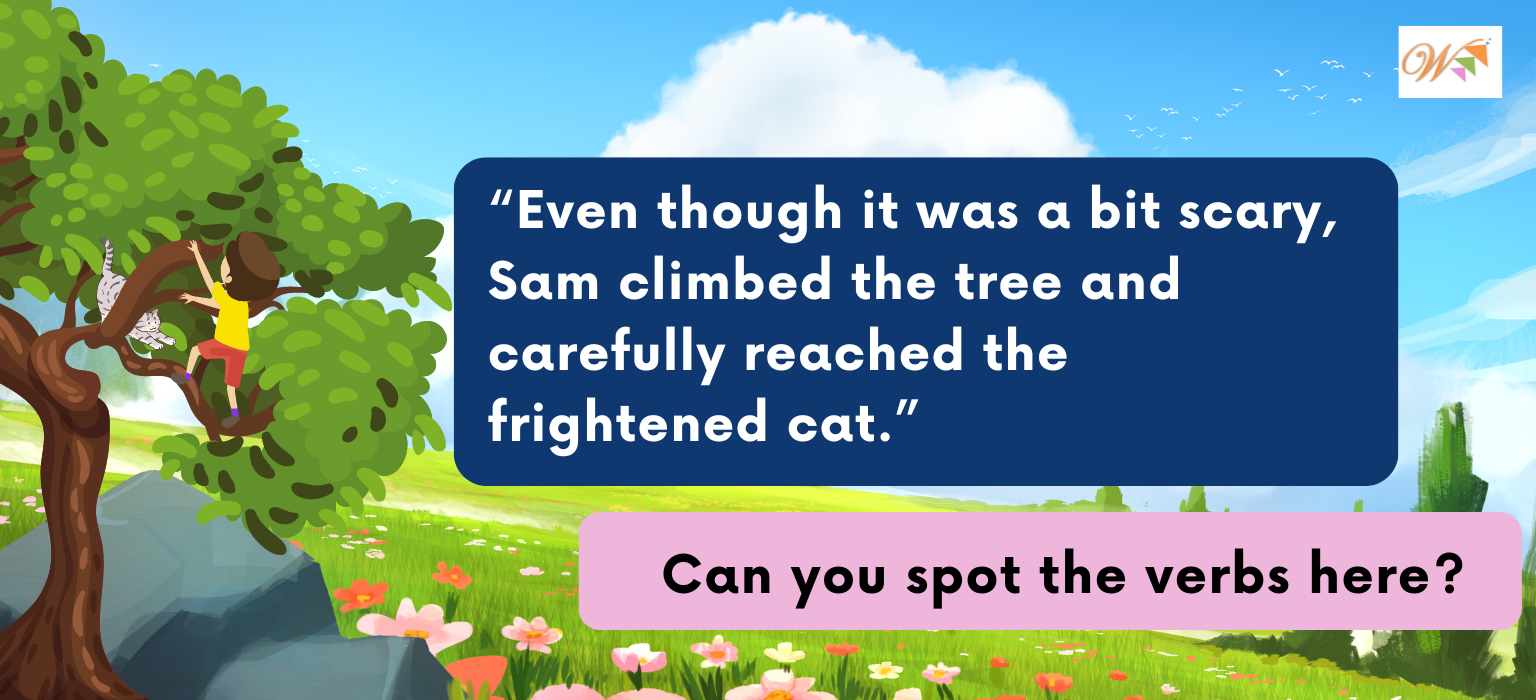 W
“Even though it was a bit scary,
Sam climbed the tree and
carefully reached the
frightened cat.”
Can you spot the verbs here?